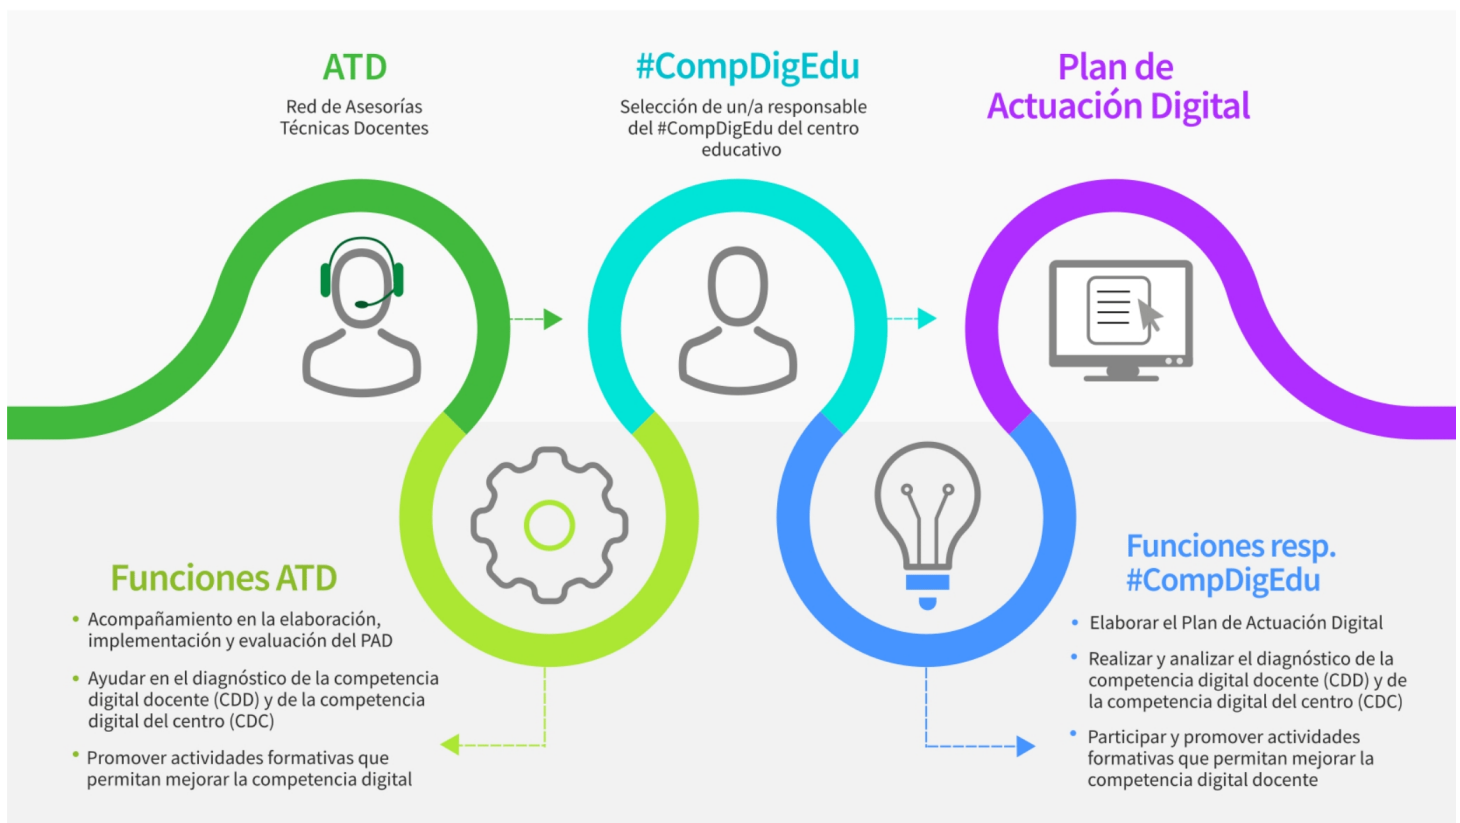 ATD
Red de Asesorías
Técnicas Docentes
#CompDigEdu
Selección de un/a responsable
del #CompDigEdu del centro
educativo
Plan de
Actuación Digital
Funciones ATD
• Acompañamiento en la elaboración,
implementación y evaluación del PAD
• Ayudar en el diagnóstico de la competencia
digital docente (CDD) y de la competencia
digital del centro (CDC)
• Promover actividades formativas que
permitan mejorar la competencia digital
Funciones resp.
#CompDigEdu
• Elaborar el Plan de Actuación Digital
• Realizar y analizar el diagnóstico de la
competencia digital docente (CDD) y de
la competencia digital del centro (CDC)
• Participar y promover actividades
formativas que permitan mejorar la
competencia digital docente